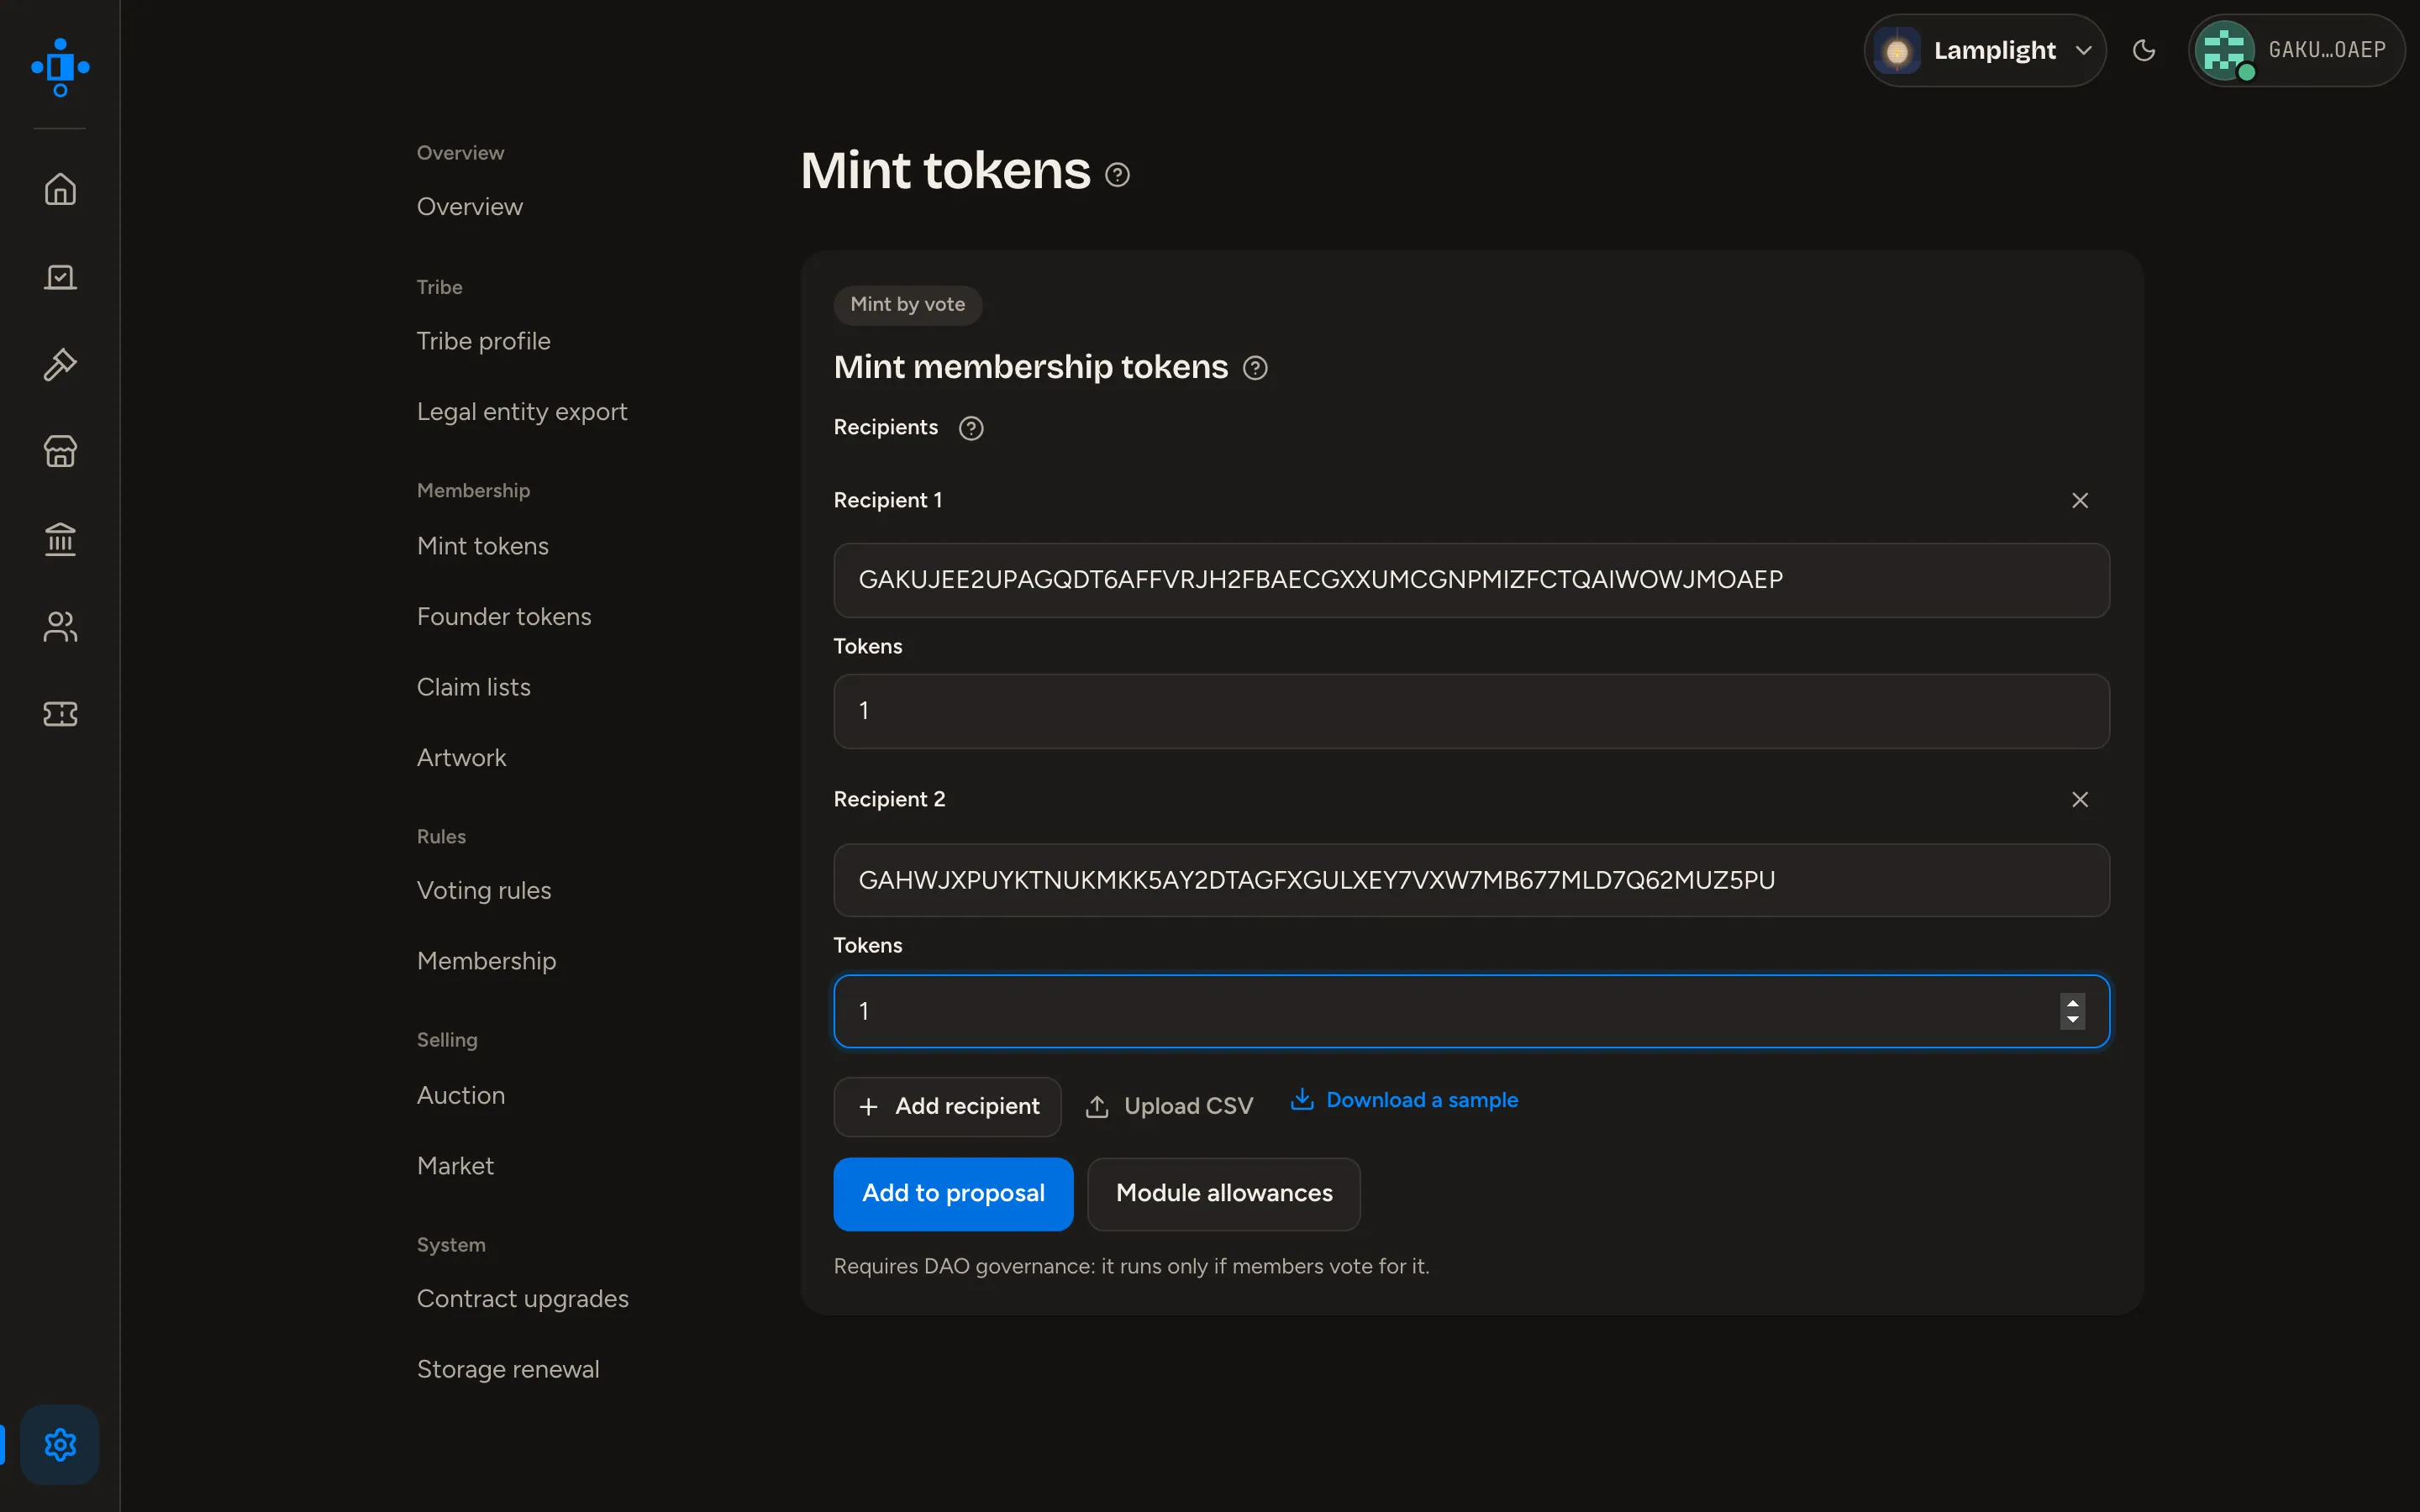 Lamplight
GAKU...OAEP
Overview
Overview
Tribe
Tribe profile
Legal entity export
Membership
Mint tokens
Founder tokens
Claim lists
Artwork
Rules
Voting rules
Membership
Selling
Auction
Market
System
Contract upgrades
Storage renewal
Mint tokens
Mint by vote
Mint membership tokens
Recipients
Recipient 1
GAKUJEE2UPAGQDT6AFFVRJH2FBAECGXXUMCGNPMIZFCTQAIWOWJMOAEP
Tokens
1
Recipient 2
GAHWJXPUYKTNUKMKK5AY2DTAGFXGULXEY7VXW7MB677MLD7Q62MUZ5PU
Tokens
1
Add recipient
Upload CSV
Download a sample
Add to proposal
Module allowances
Requires DAO governance: it runs only if members vote for it.